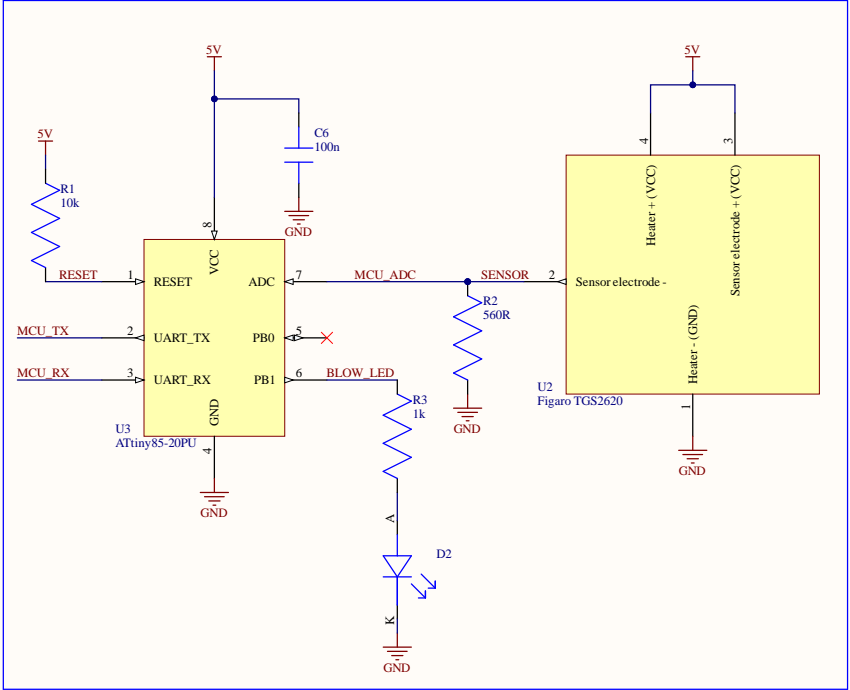 5V
5V
C6
100n
5V
R1
10k
4
3
Heater + (VCC)
Sensor electrode + (VCC)
8
VCC
GND
RESET
1
RESET
ADC
7
MCU_ADC
SENSOR
2
Sensor electrode -
R2
560R
MCU_TX
2
UART_TX
PB0
5
Heater - (GND)
MCU_RX
3
UART_RX
PB1
6
BLOW_LED
GND
U2
Figaro TGS2620
R3
1k
U3
ATtiny85-20PU
4
1
GND
GND
GND
A
D2
K
GND